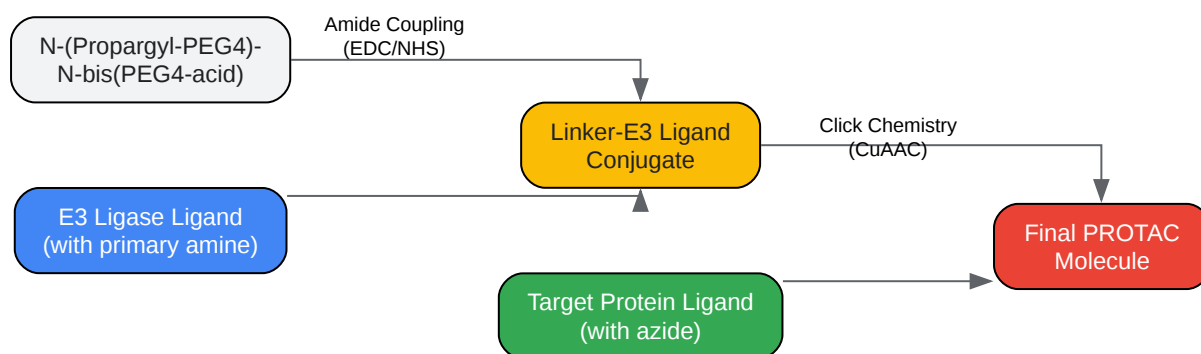 N-(Propargyl-PEG4)-
N-bis(PEG4-acid)
Amide Coupling
(EDC/NHS)
Linker-E3 Ligand
Conjugate
Click Chemistry
(CuAAC)
E3 Ligase Ligand
(with primary amine)
Final PROTAC
Molecule
Target Protein Ligand
(with azide)